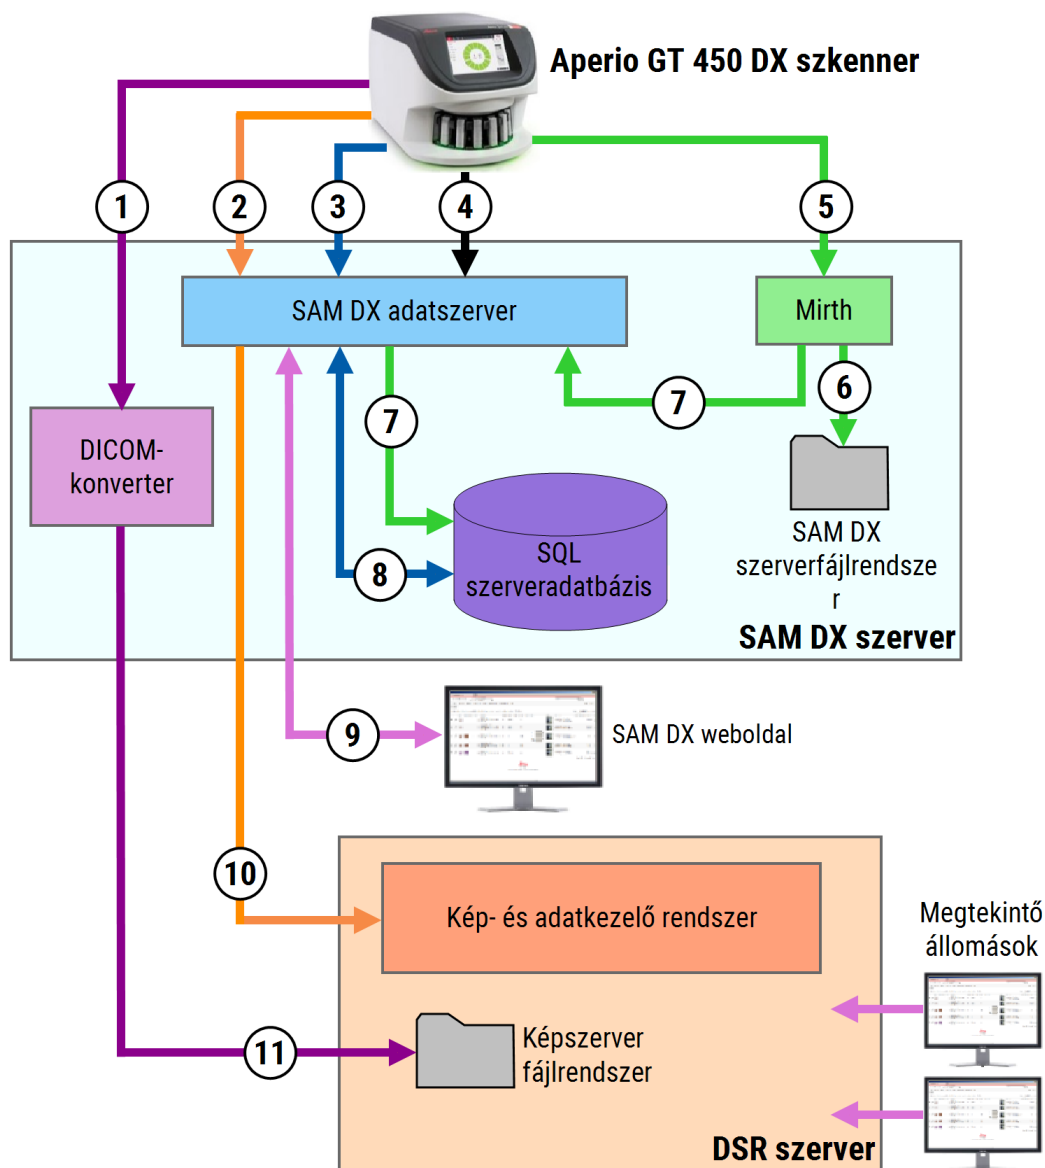 Aperio GT 450 DX szkenner
1
2
3
4
5
SAM DX adatszerver
Mirth
7
7
6
DICOM-
konverter
SQL
szerveradatbázis
8
SAM DX
szerverfájlrendsze
r
SAM DX szerver
9
SAM DX weboldal
10
Kép- és adatkezelő rendszer
Megtekintő
állomások
11
Képszerver
fájlrendszer
DSR szerver